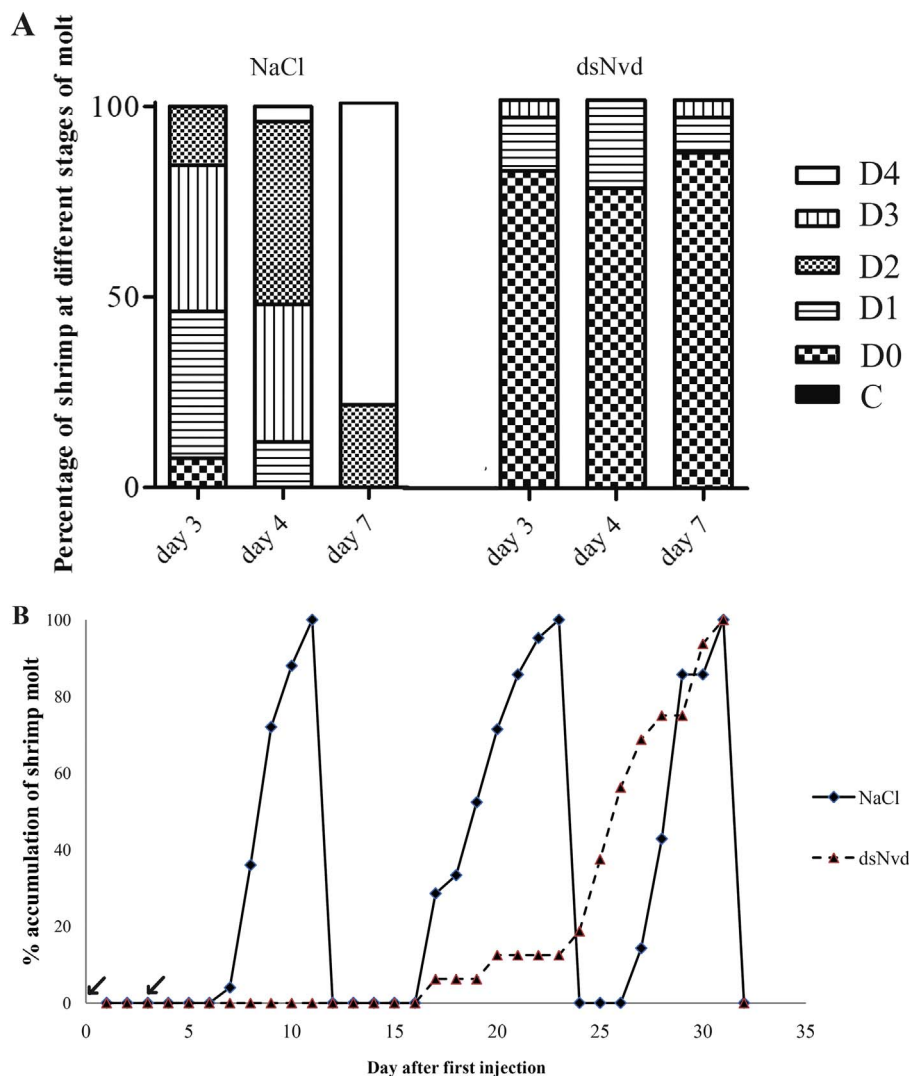 A
Percentage of shrimp at different stages of molt
NaCl
dsNvd
100
50
0
day 3
day 4
day 7
day 3
day 4
day 7
D4
D3
D2
D1
D0
C
B
% accumulation of shrimp molt
100
80
60
40
20
0
0
5
10
15
20
25
30
35
Day after first injection
NaCl
dsNvd